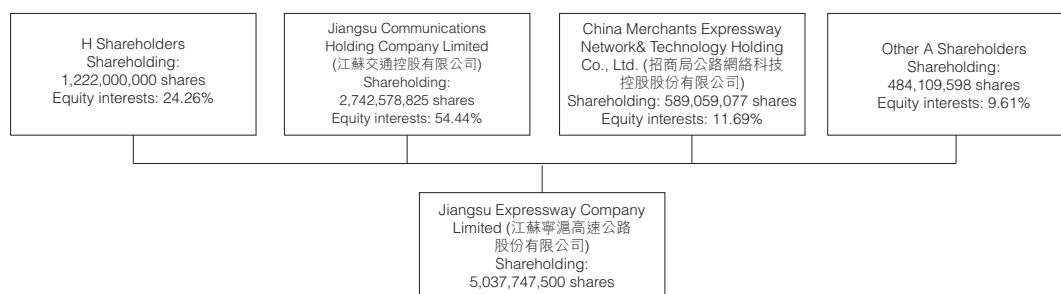 H Shareholders
Shareholding:
1,222,000,000 shares
Equity interests: 24.26%
Jiangsu Communications
Holding Company Limited
(江蘇交通控股有限公司)
Shareholding:
2,742,578,825 shares
Equity interests: 54.44%
China Merchants Expressway
Network& Technology Holding
Co., Ltd. (招商局公路網絡科技
控股股份有限公司)
Shareholding: 589,059,077 shares
Equity interests: 11.69%
Other A Shareholders
Shareholding:
484,109,598 shares
Equity interests: 9.61%
Jiangsu Expressway Company
Limited (江蘇寧滬高速公路
股份有限公司)
Shareholding:
5,037,747,500 shares